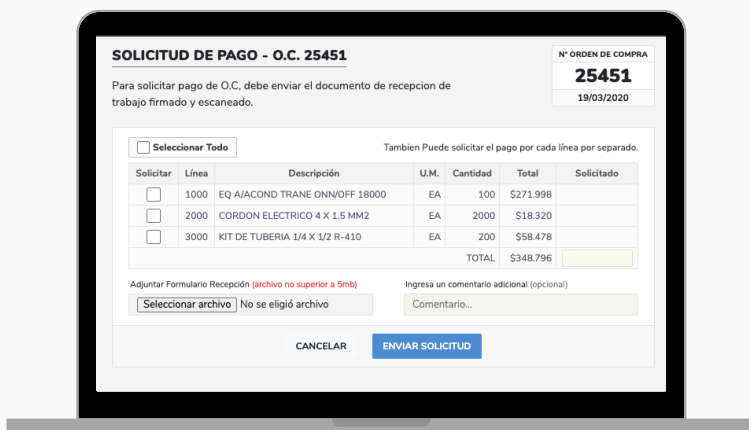 SOLICITUD DE PAGO - O.C. 25451
Nº ORDEN DE COMPRA
25451
19/03/2020
Para solicitar pago de O.C, debe enviar el documento de recepcion de
trabajo firmado y escaneado.
Seleccionar Todo
Tambien Puede solicitar el pago por cada línea por separado.
Solicitar Línea Descripción U.M. Cantidad Total Solicitado
1000 EQ A/ACOND TRANE ONN/OFF 18000 EA 100 $271.998
2000 CORDON ELECTRICO 4 X 1.5 MM2 EA 2000 $18.320
3000 KIT DE TUBERIA 1/4 X 1/2 R-410 EA 200 $58.478
TOTAL $348.796
Adjuntar Formulario Recepción (archivo no superior a 5mb)
Seleccionar archivo No se eligió archivo
Ingresa un comentario adicional (opcional)
Comentario...
CANCELAR
ENVIAR SOLICITUD